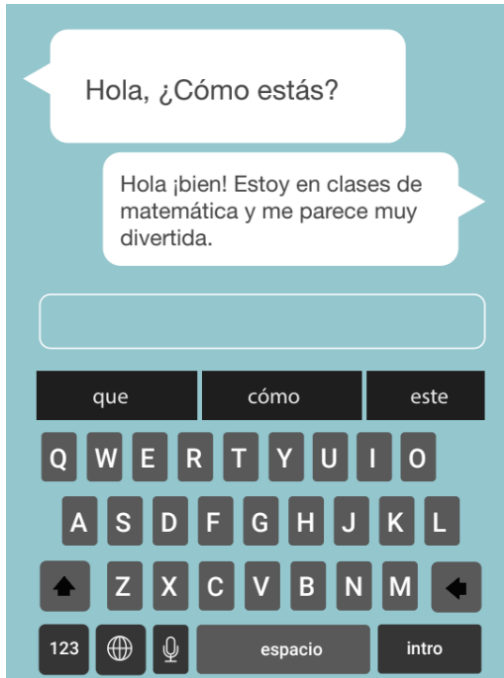 Hola, ¿Cómo estás?
Hola ¡bien! Estoy en clases de
matemática y me parece muy
divertida.
que cómo este
Q W E R T Y U I O
A S D F G H J K L
Z X C V B N M
123 espacio intro